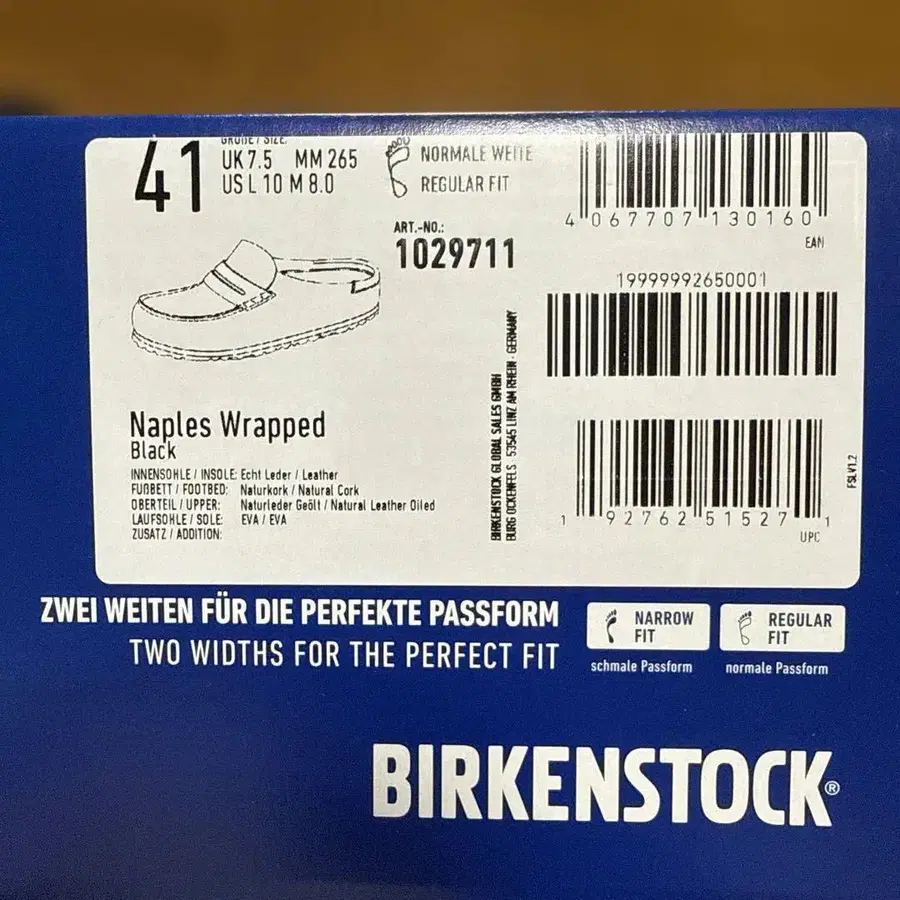 41
GRÖßE / SIZE:
UK 7.5 MM 265
US L 10 M 8.0
NORMALE WEITE
REGULAR FIT
ART.-NO.:
1029711
4 067707 130160
EAN
19999992650001
Naples Wrapped
Black
INNENSOHLE / INSOLE: Echt Leder / Leather
FUßBETT / FOOTBED: Naturkork / Natural Cork
OBERTEIL / UPPER: Naturleder Geölt / Natural Leather Oiled
LAUFSOHLE / SOLE: EVA / EVA
ZUSATZ / ADDITION:
BIRKENSTOCK GLOBAL SALES GMBH
BURG OCKENFELS · 53545 LINZ AM RHEIN · GERMANY
1 92762 51527 1
UPC
FSLV1.2
ZWEI WEITEN FÜR DIE PERFEKTE PASSFORM
TWO WIDTHS FOR THE PERFECT FIT
NARROW
FIT
schmale Passform
REGULAR
FIT
normale Passform
BIRKENSTOCK®